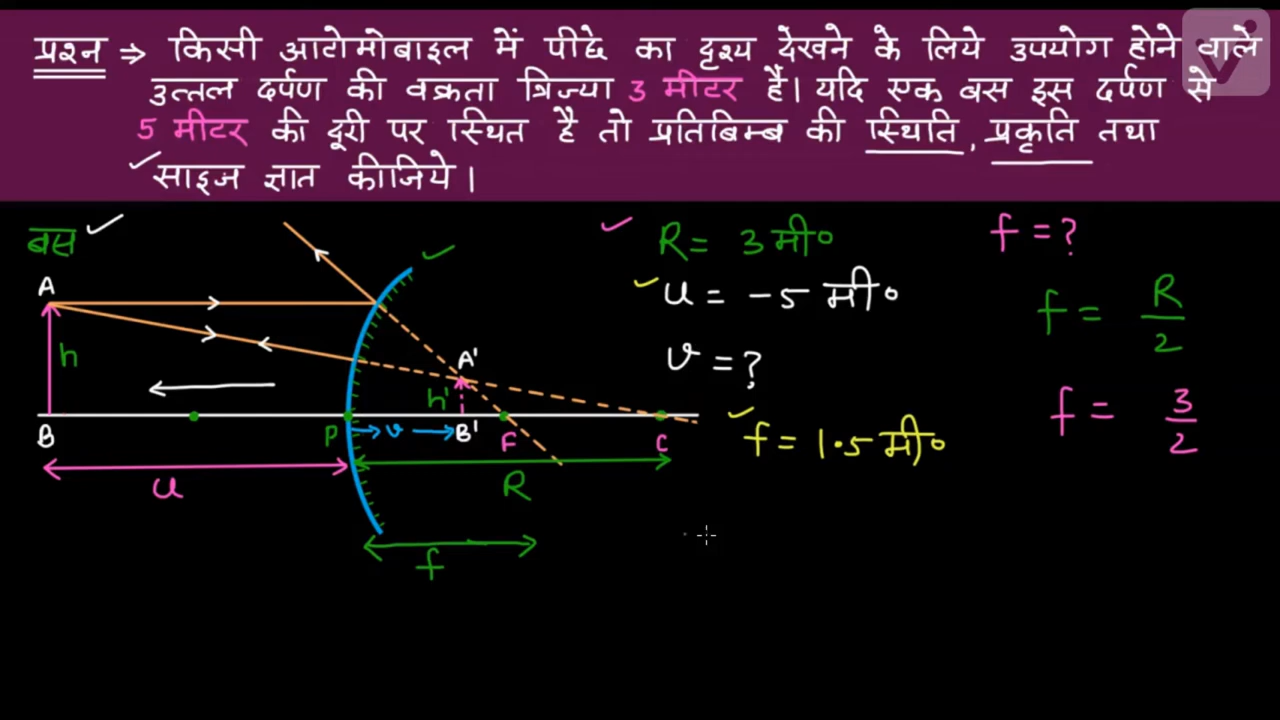 प्रश्न ⇒ किसी आटोमोबाइल में पीछे का दृश्य देखने के लिये उपयोग होने वाले
उत्तल दर्पण की वक्रता त्रिज्या 3 मीटर हैं। यदि एक बस इस दर्पण से
5 मीटर की दूरी पर स्थित है तो प्रतिबिम्ब की स्थिति, प्रकृति तथा
साइज ज्ञात कीजिये।
बस
R = 3 मी०
f = ?
A
u = -5 मी०
f = R/2
h
A'
v = ?
h'
f = 3/2
B
P
v
B'
F
C
f = 1.5 मी०
u
R
f